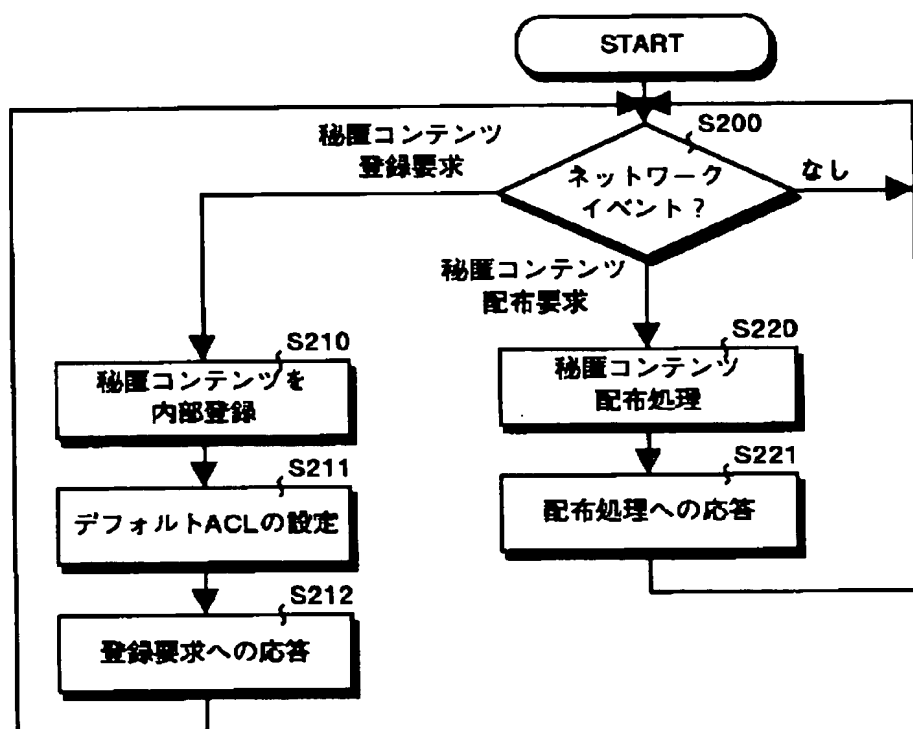 START
S200
秘匿コンテンツ
登録要求
ネットワーク
イベント？
なし
秘匿コンテンツ
配布要求
S210
秘匿コンテンツを
内部登録
S220
秘匿コンテンツ
配布処理
S211
デフォルトACLの設定
S221
配布処理への応答
S212
登録要求への応答